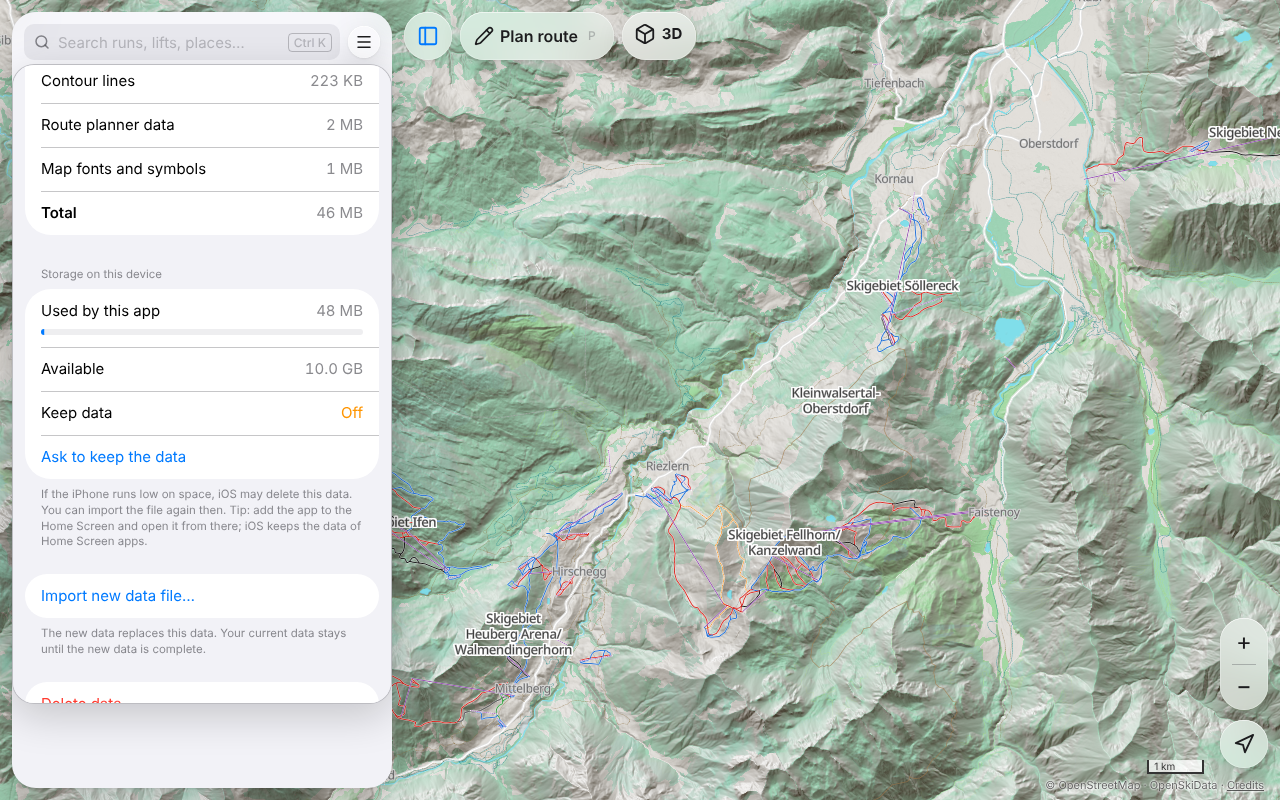 Search runs, lifts, places...
Ctrl K
Plan route P
3D
Contour lines 223 KB
Route planner data 2 MB
Map fonts and symbols 1 MB
Total 46 MB
Storage on this device
Used by this app 48 MB
Available 10.0 GB
Keep data Off
Ask to keep the data
If the iPhone runs low on space, iOS may delete this data.
You can import the file again then. Tip: add the app to the
Home Screen and open it from there; iOS keeps the data of
Home Screen apps.
Import new data file...
The new data replaces this data. Your current data stays
until the new data is complete.
Delete data
Tiefenbach
Oberstdorf
Skigebiet Ne
Kornau
Skigebiet Söllereck
Kleinwalsertal-
Oberstdorf
Riezlern
biet Ifen
Skigebiet Fellhorn/
Kanzelwand
Faistenoy
Hirschegg
Skigebiet
Heuberg Arena/
Walmendingerhorn
Mittelberg
1 km
© OpenStreetMap · OpenSkiData · Credits